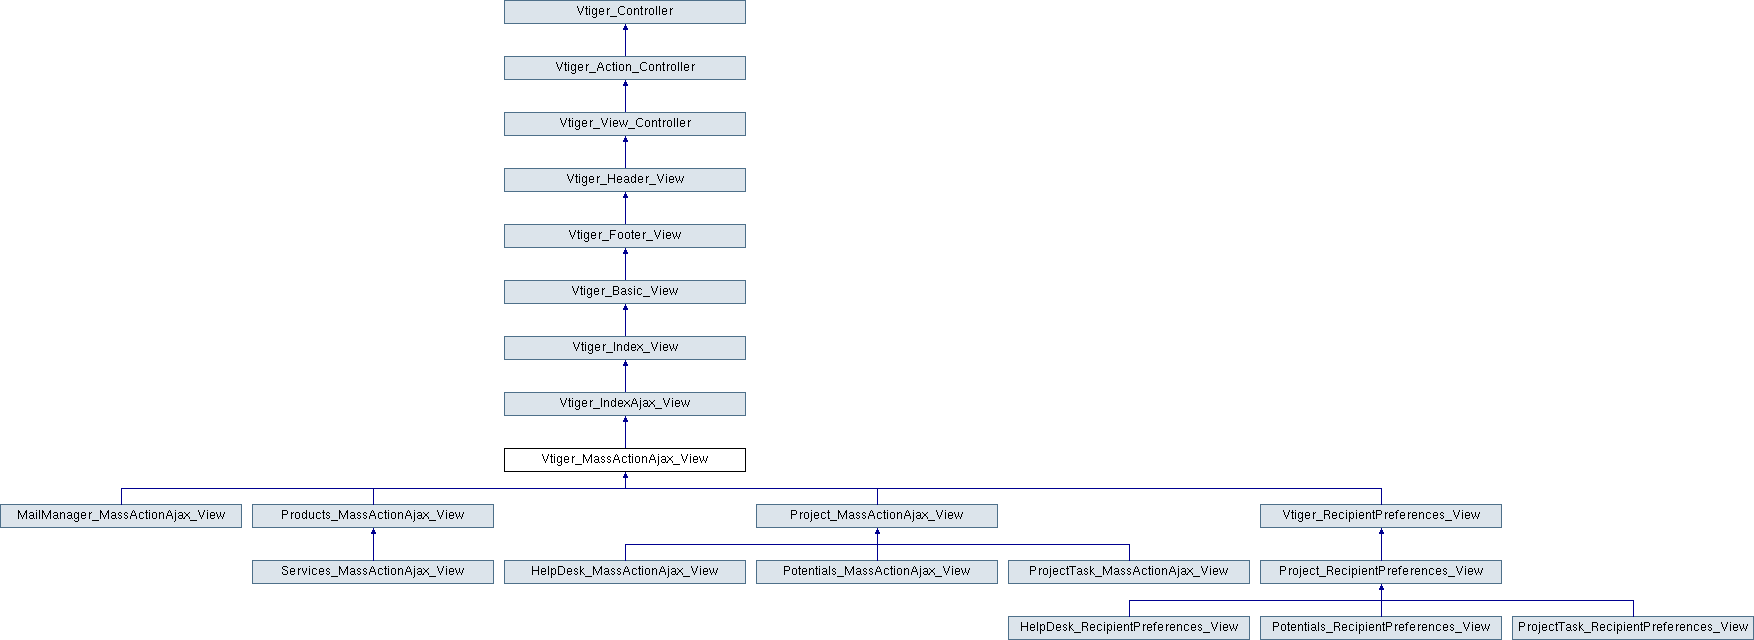 Vtiger_Controller
Vtiger_Action_Controller
Vtiger_View_Controller
Vtiger_Header_View
Vtiger_Footer_View
Vtiger_Basic_View
Vtiger_Index_View
Vtiger_IndexAjax_View
Vtiger_MassActionAjax_View
MailManager_MassActionAjax_View
Products_MassActionAjax_View
Project_MassActionAjax_View
Vtiger_RecipientPreferences_View
Services_MassActionAjax_View
HelpDesk_MassActionAjax_View
Potentials_MassActionAjax_View
ProjectTask_MassActionAjax_View
Project_RecipientPreferences_View
HelpDesk_RecipientPreferences_View
Potentials_RecipientPreferences_View
ProjectTask_RecipientPreferences_View